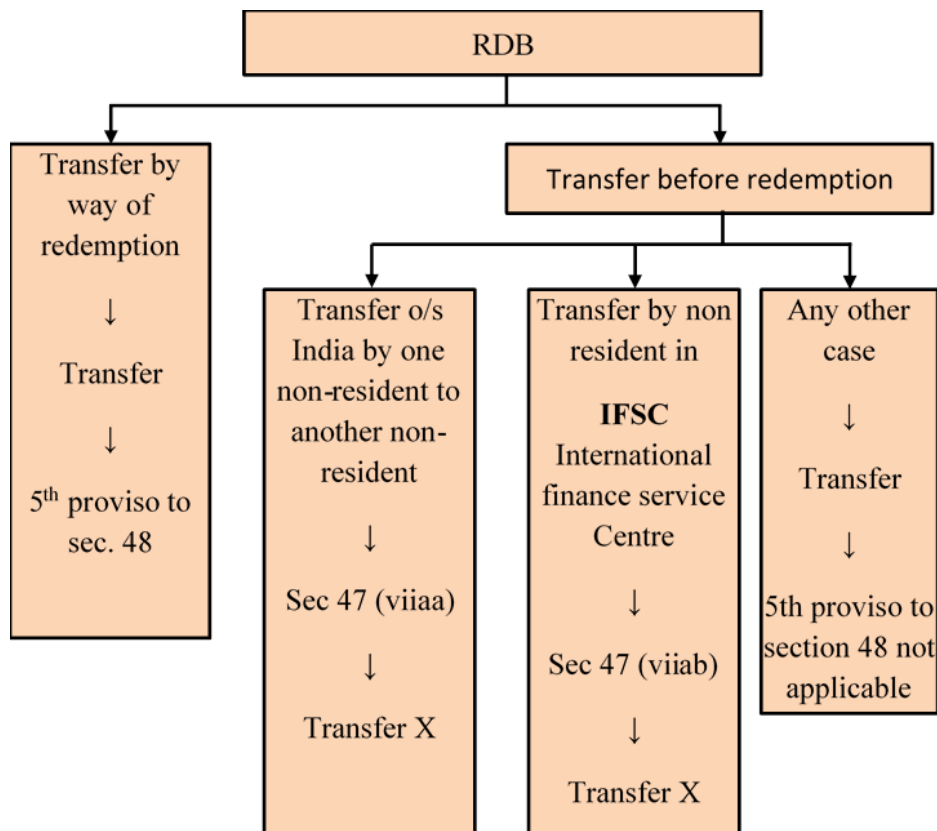 RDB
Transfer by
way of
redemption
↓
Transfer
↓
5th proviso to
sec. 48
Transfer before redemption
Transfer o/s
India by one
non-resident to
another non-
resident
↓
Sec 47 (viiaa)
↓
Transfer X
Transfer by non
resident in
IFSC
International
finance service
Centre
↓
Sec 47 (viiab)
↓
Transfer X
Any other
case
↓
Transfer
↓
5th proviso to
section 48 not
applicable